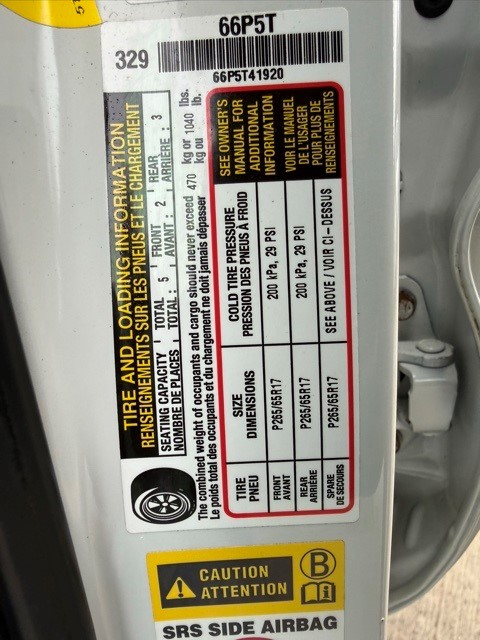 66P5T
329
66P5T41920
TIRE AND LOADING INFORMATION
RENSEIGNEMENTS SUR LES PNEUS ET LE CHARGEMENT
SEATING CAPACITY TOTAL : 5 FRONT : 2 REAR : 3
NOMBRE DE PLACES TOTAL : AVANT : ARRIÈRE :
The combined weight of occupants and cargo should never exceed 470 kg or 1040 lbs.
Le poids total des occupants et du chargement ne doit jamais dépasser kg ou lb.
TIRE SIZE COLD TIRE PRESSURE SEE OWNER'S MANUAL FOR ADDITIONAL INFORMATION
PNEU DIMENSIONS PRESSION DES PNEUS À FROID
FRONT P265/65R17 200 kPa, 29 PSI VOIR LE MANUEL DE L'USAGER POUR PLUS DE RENSEIGNEMENTS
AVANT
REAR P265/65R17 200 kPa, 29 PSI
ARRIÈRE
SPARE P265/65R17 SEE ABOVE / VOIR CI-DESSUS
DE SECOURS
CAUTION
ATTENTION
B
SRS SIDE AIRBAG